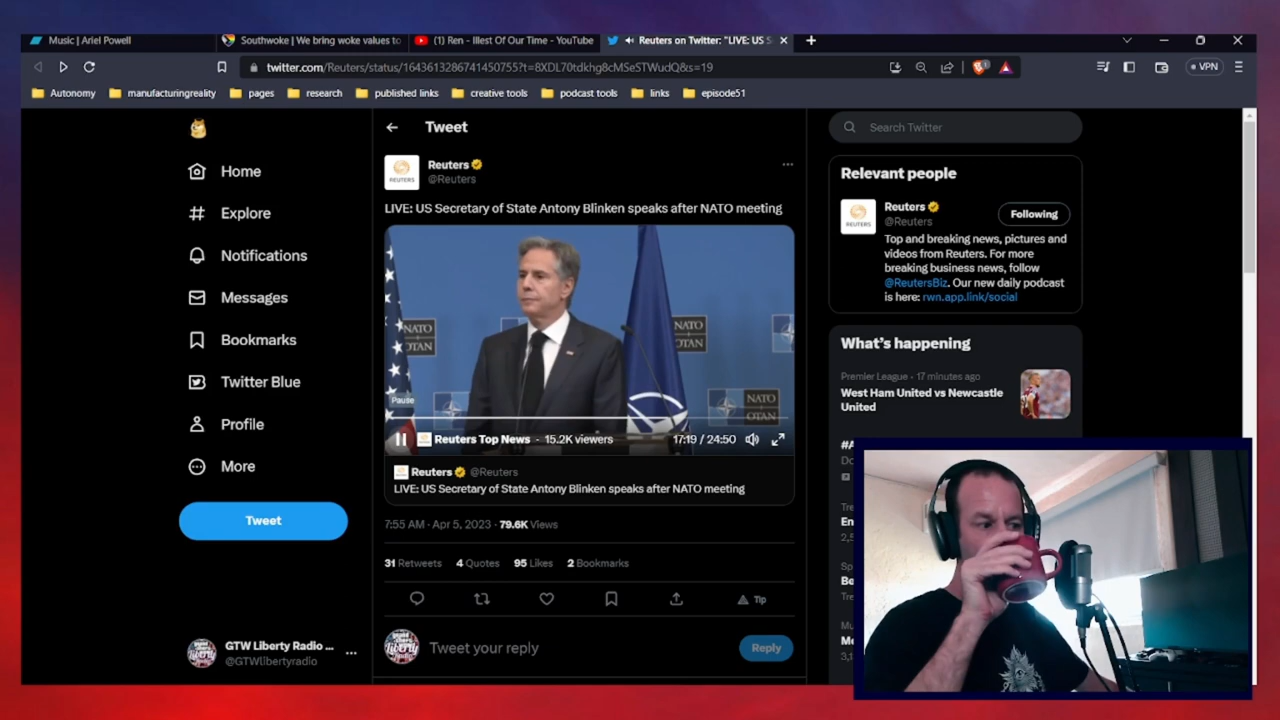 Music | Ariel Powell
Southwoke | We bring woke values to
(1) Ren - Illest Of Our Time - YouTube
Reuters on Twitter: "LIVE: US S
twitter.com/Reuters/status/1643613286741450755?t=8XDL70tdkhg8cMSeSTWudQ&s=19
VPN
Autonomy
manufacturingreality
pages
research
published links
creative tools
podcast tools
links
episode51
Home
Explore
Notifications
Messages
Bookmarks
Twitter Blue
Profile
More
Tweet
GTW Liberty Radio ...
@GTWlibertyradio
Tweet
REUTERS
Reuters
@Reuters
LIVE: US Secretary of State Antony Blinken speaks after NATO meeting
NATO
OTAN
NATO
OTAN
NATO
OTAN
Pause
Reuters Top News · 15.2K viewers
17:19 / 24:50
Reuters @Reuters
LIVE: US Secretary of State Antony Blinken speaks after NATO meeting
7:55 AM · Apr 5, 2023 · 79.6K Views
31 Retweets 4 Quotes 95 Likes 2 Bookmarks
Tip
Liberty
Tweet your reply
Reply
Search Twitter
Relevant people
REUTERS
Reuters
@Reuters
Following
Top and breaking news, pictures and
videos from Reuters. For more
breaking business news, follow
@ReutersBiz. Our new daily podcast
is here: rwn.app.link/social
What's happening
Premier League · 17 minutes ago
West Ham United vs Newcastle
United